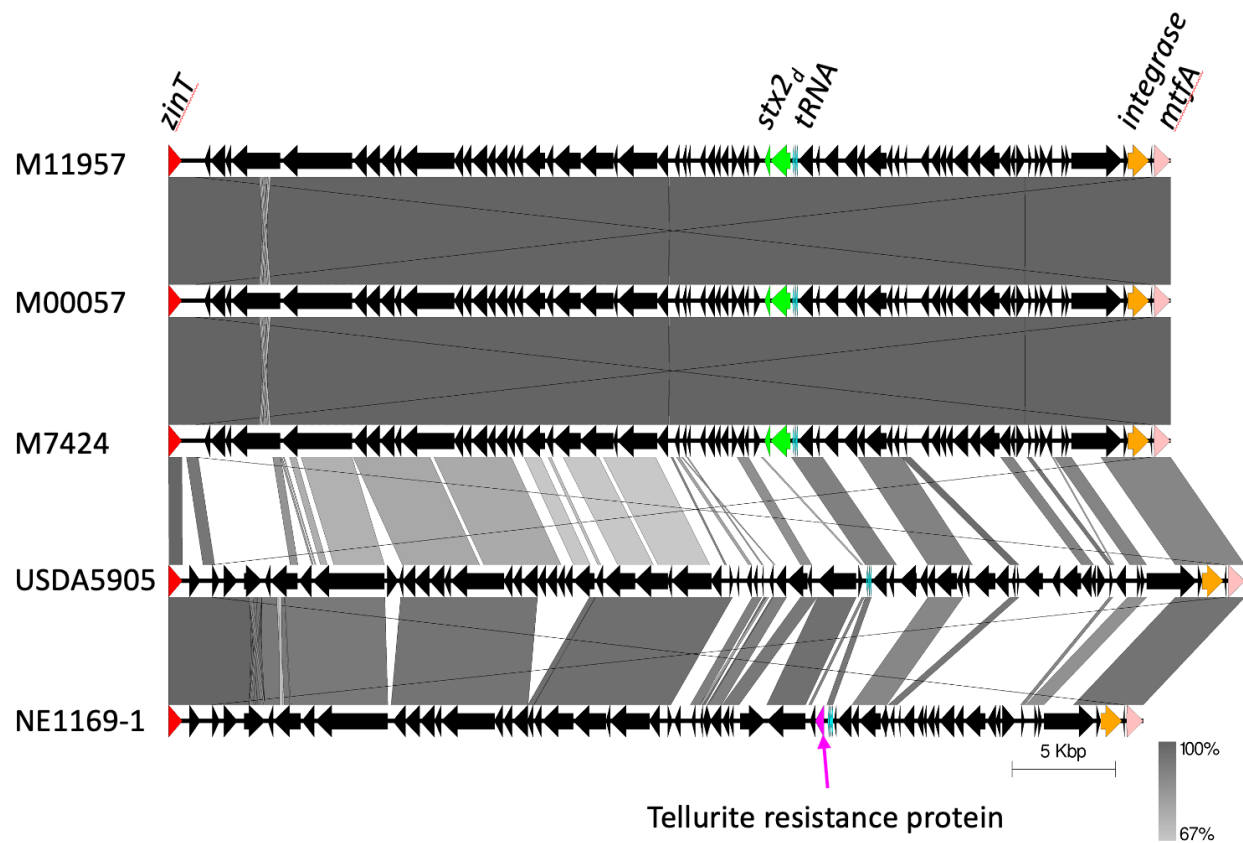 zinT
stx2d
tRNA
integrase
mtfA
M11957
M00057
M7424
USDA5905
NE1169-1
5 Kbp
100%
67%
Tellurite resistance protein